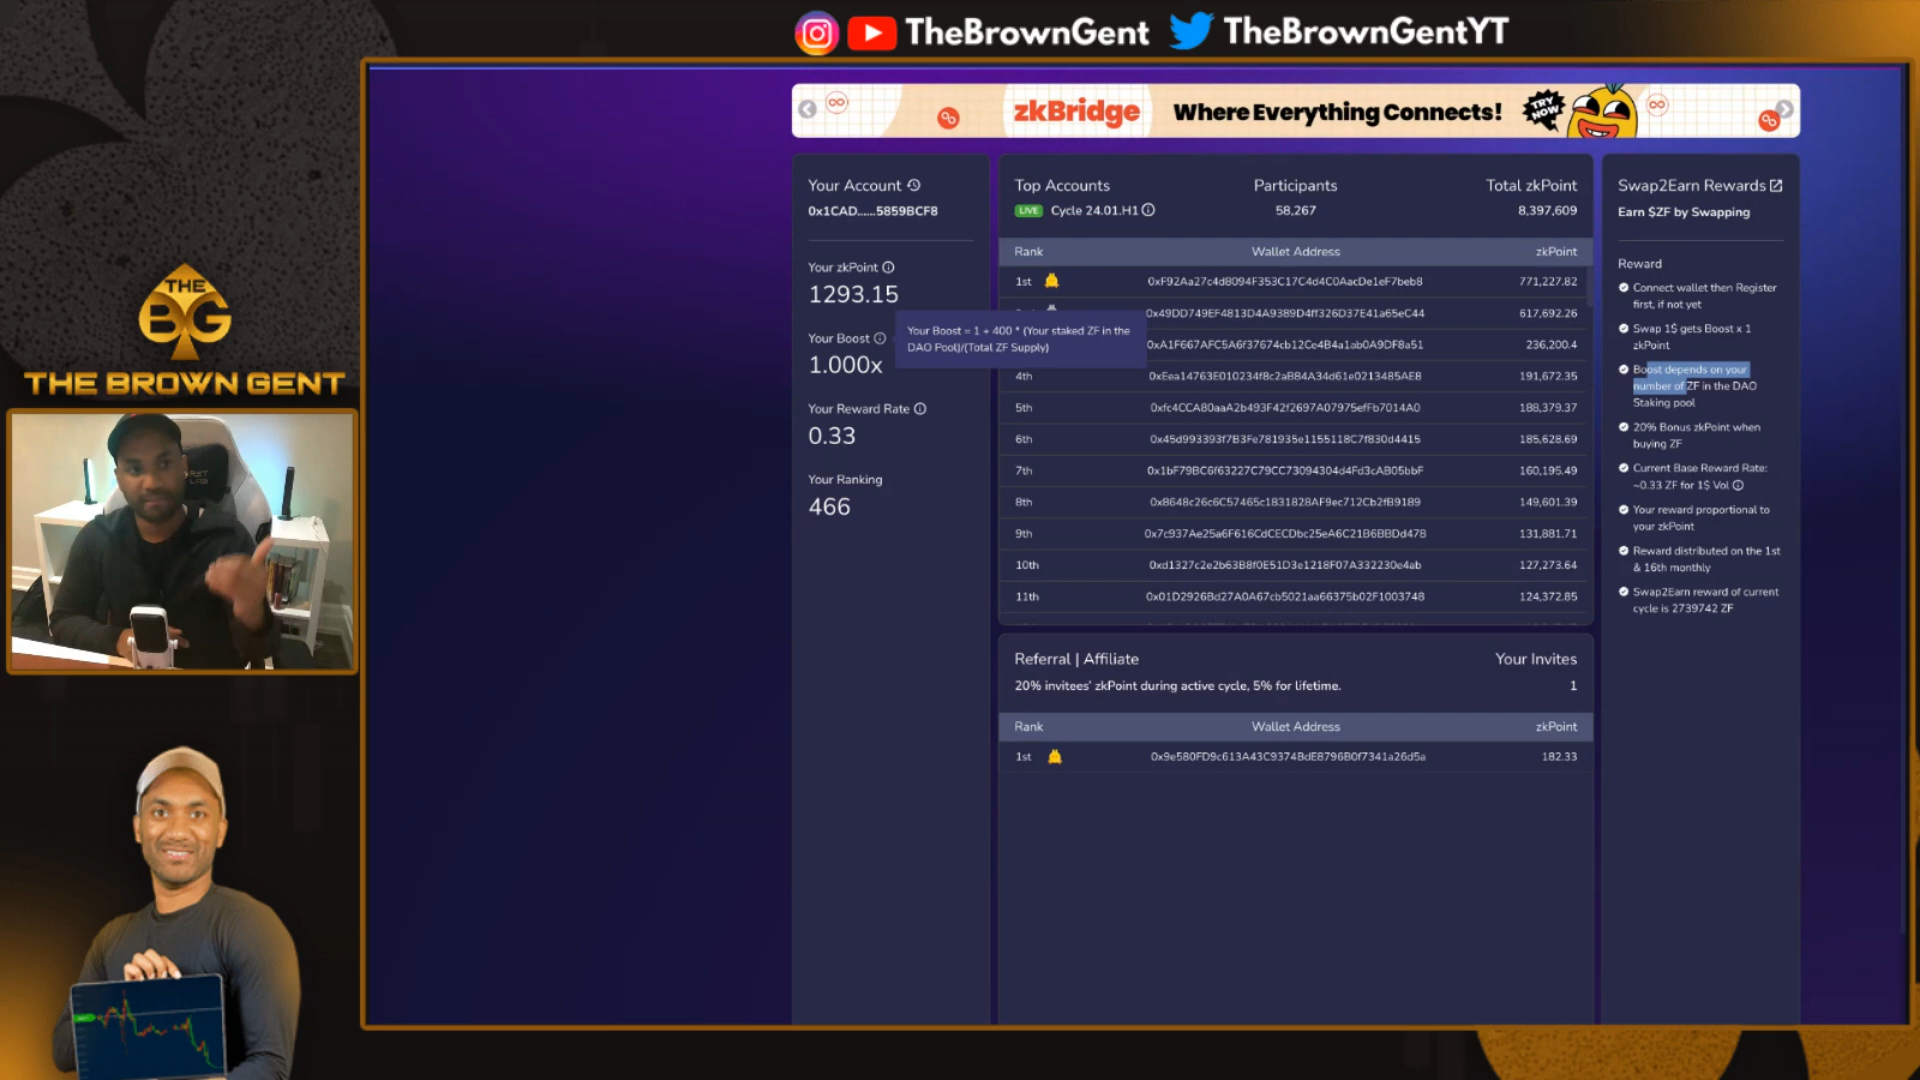 TheBrownGent TheBrownGentYT
zkBridge Where Everything Connects! TRY NOW
THE BG
THE BROWN GENT
Your Account
0x1CAD......5859BCF8
Your zkPoint
1293.15
Your Boost
1.000x
Your Boost = 1 + 400 * (Your staked ZF in the
DAO Pool)/(Total ZF Supply)
Your Reward Rate
0.33
Your Ranking
466
Top Accounts Participants Total zkPoint
LIVE Cycle 24.01.H1 58,267 8,397,609
Rank Wallet Address zkPoint
1st 0xF92Aa27c4d8094F353C17C4d4C0AacDe1eF7beb8 771,227.82
0x49DD749EF4813D4A9389D4ff326D37E41a65eC44 617,692.26
0xA1F667AFC5A6f37674cb12Ce4B4a1ab0A9DF8a51 236,200.4
4th 0xEea14763E010234f8c2aB84A34d61e0213485AE8 191,672.35
5th 0xfc4CCA80aaA2b493F42f2697A07975efFb7014A0 188,379.37
6th 0x45d993393f7B3Fe781935e1155118C7f830d4415 185,628.69
7th 0x1bF79BC6f63227C79CC73094304d4Fd3cAB05bbF 160,195.49
8th 0x8648c26c6C57465c1831828AF9ec712Cb2fB9189 149,601.39
9th 0x7c937Ae25a6F616CdCECDbc25eA6C21B6BBDd478 131,881.71
10th 0xd1327c2e2b63B8f0E51D3e1218F07A332230e4ab 127,273.64
11th 0x01D2926Bd27A0A67cb5021aa66375b02F1003748 124,372.85
Referral | Affiliate Your Invites
20% invitees' zkPoint during active cycle, 5% for lifetime. 1
Rank Wallet Address zkPoint
1st 0x9e580FD9c613A43C9374BdE8796B0f7341a26d5a 182.33
Swap2Earn Rewards
Earn $ZF by Swapping
Reward
Connect wallet then Register
first, if not yet
Swap 1$ gets Boost x 1
zkPoint
Boost depends on your
number of ZF in the DAO
Staking pool
20% Bonus zkPoint when
buying ZF
Current Base Reward Rate:
~0.33 ZF for 1$ Vol
Your reward proportional to
your zkPoint
Reward distributed on the 1st
& 16th monthly
Swap2Earn reward of current
cycle is 2739742 ZF